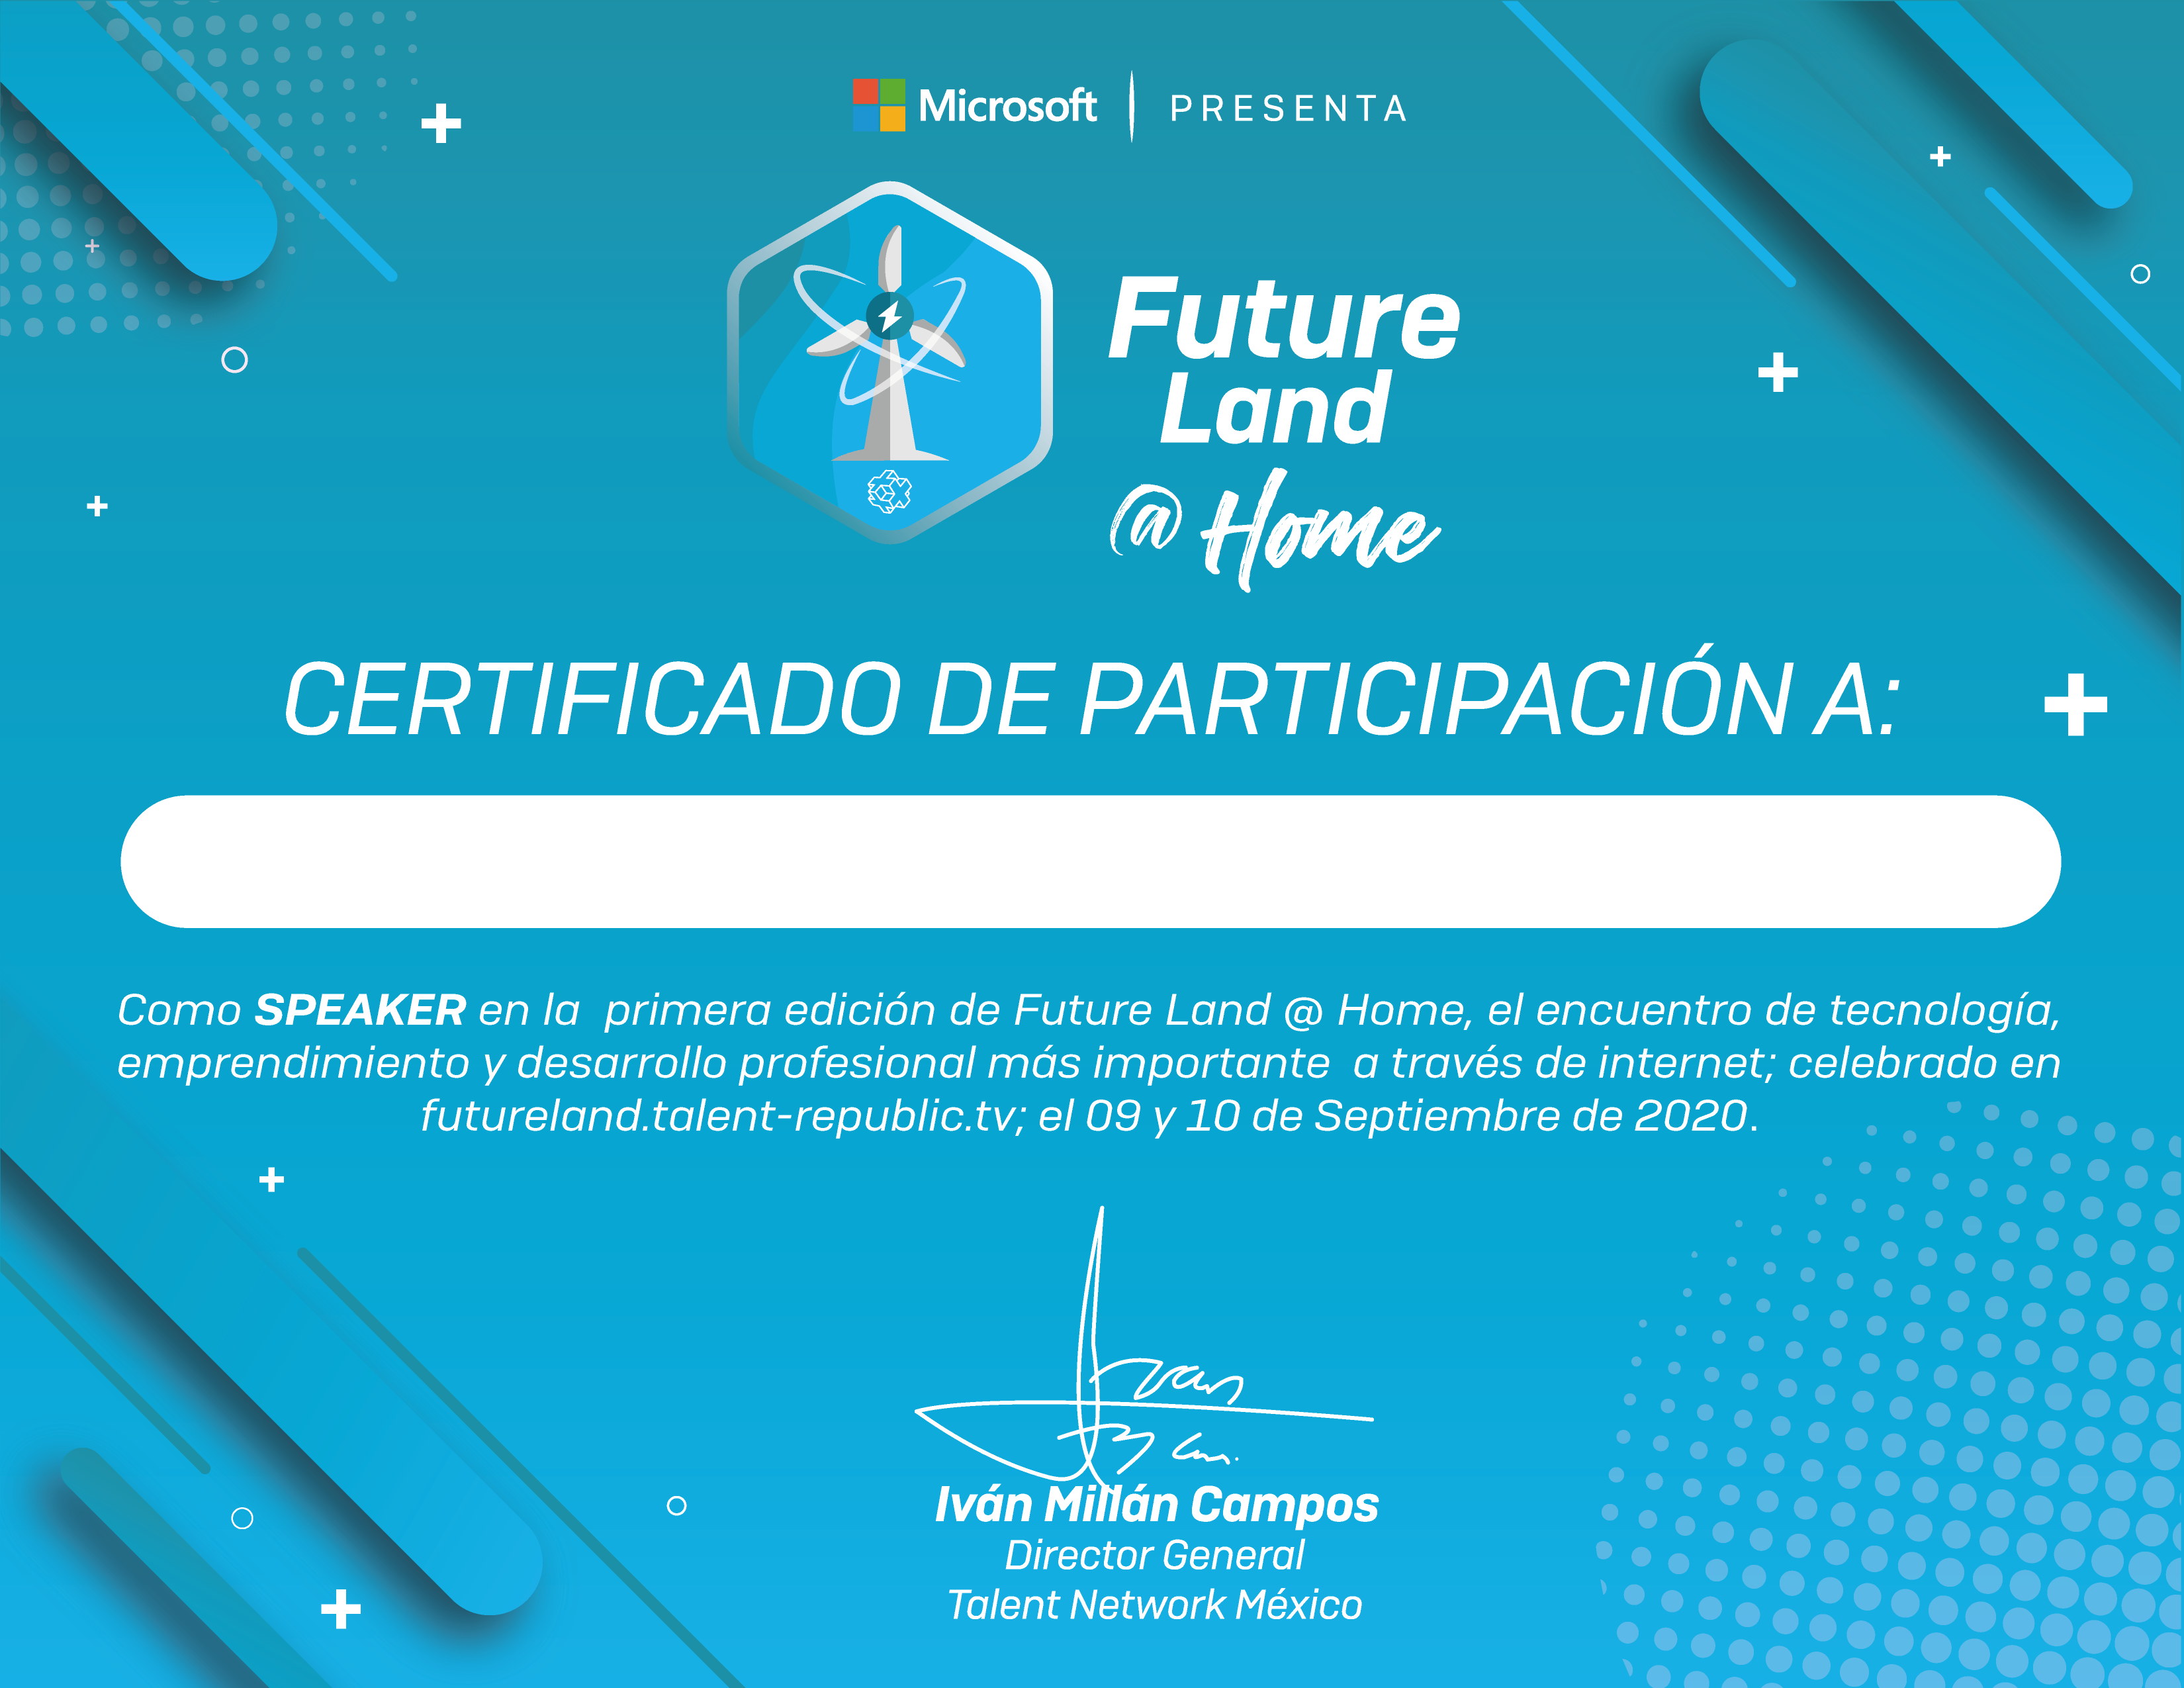 Microsoft | PRESENTA
Future
Land
@ Home
CERTIFICADO DE PARTICIPACIÓN A:
Como SPEAKER en la primera edición de Future Land @ Home, el encuentro de tecnología,
emprendimiento y desarrollo profesional más importante a través de internet; celebrado en
futureland.talent-republic.tv; el 09 y 10 de Septiembre de 2020.
Iván Millán Campos
Director General
Talent Network México